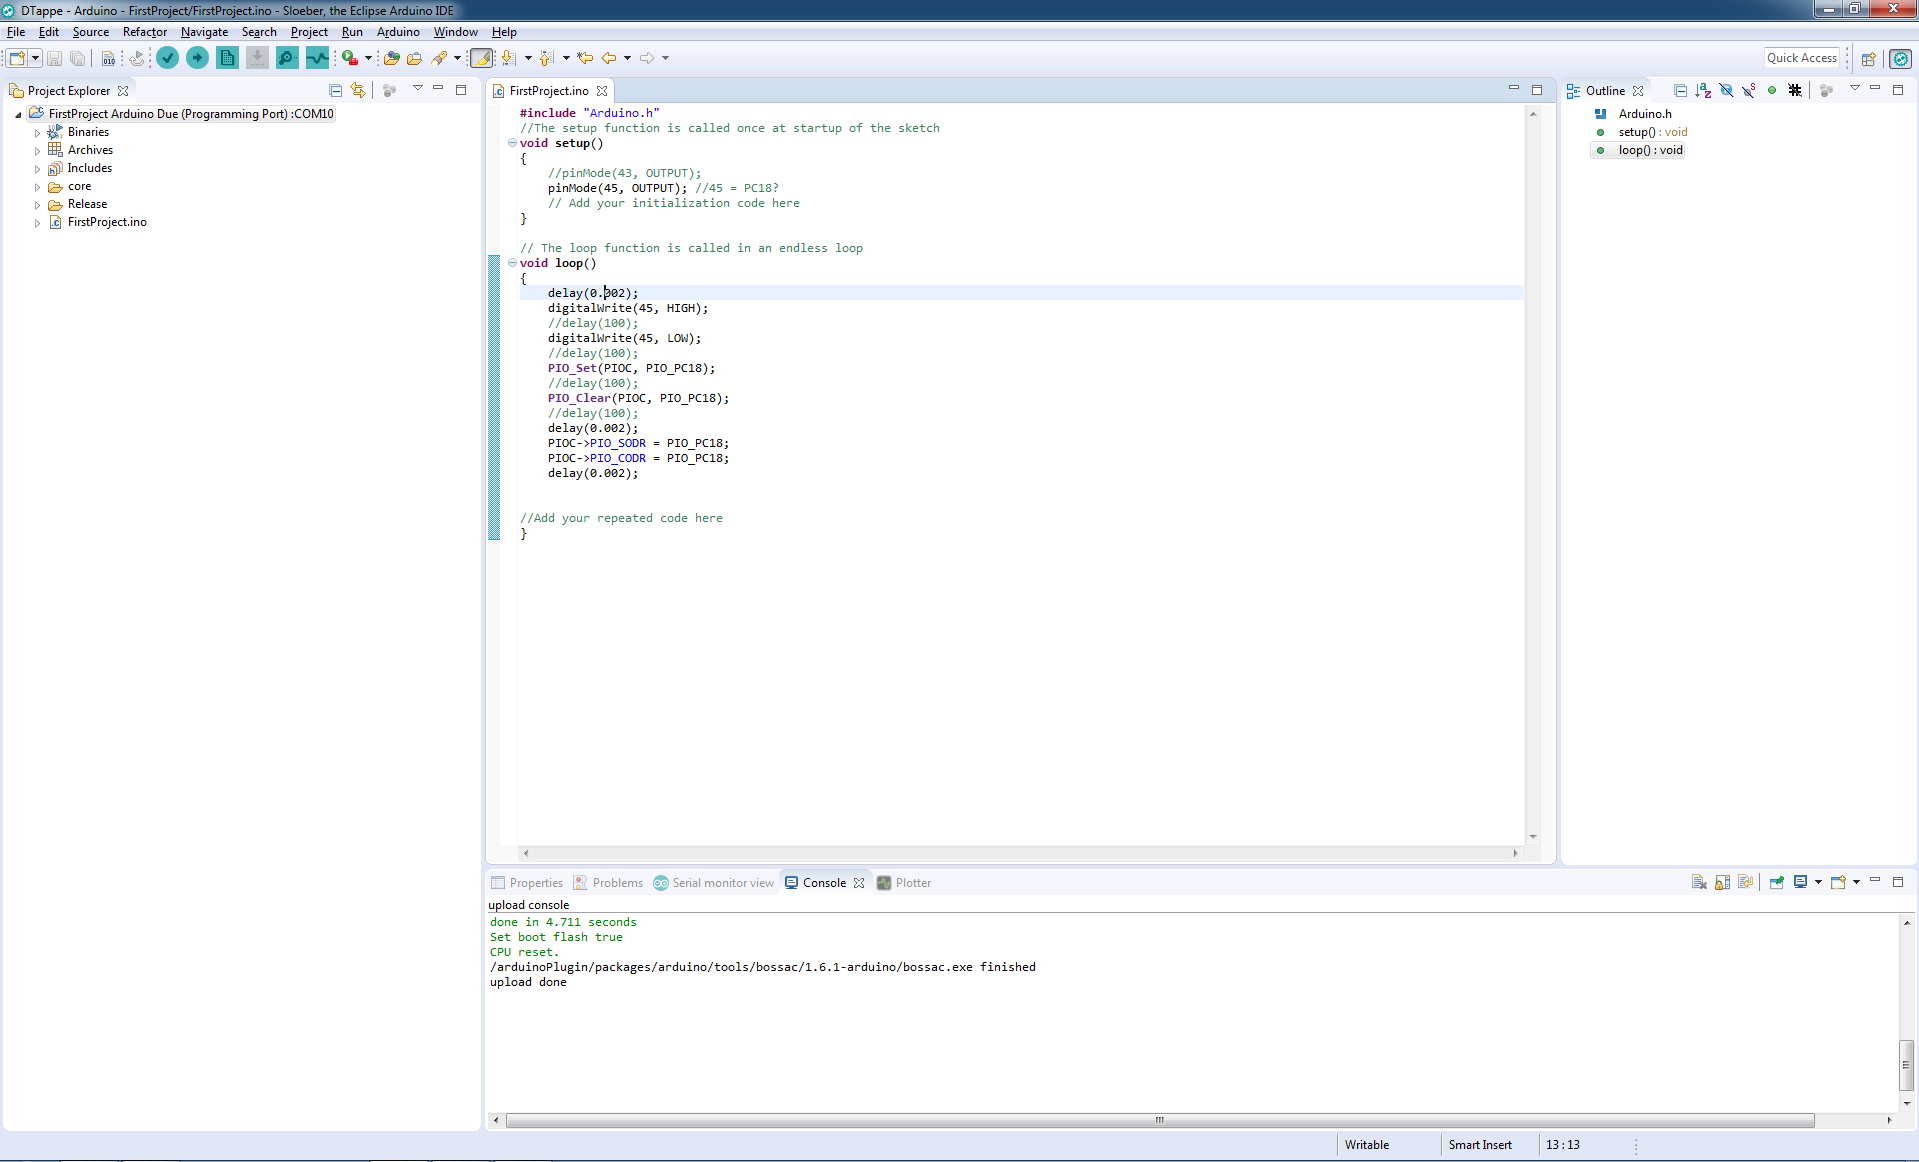 DTappe - Arduino - FirstProject/FirstProject.ino - Sloeber, the Eclipse Arduino IDE
File Edit Source Refactor Navigate Search Project Run Arduino Window Help
Quick Access
Project Explorer
FirstProject Arduino Due (Programming Port) :COM10
Binaries
Archives
Includes
core
Release
FirstProject.ino
FirstProject.ino
#include "Arduino.h"
//The setup function is called once at startup of the sketch
void setup()
{
//pinMode(43, OUTPUT);
pinMode(45, OUTPUT); //45 = PC18?
// Add your initialization code here
}
// The loop function is called in an endless loop
void loop()
{
delay(0.002);
digitalWrite(45, HIGH);
//delay(100);
digitalWrite(45, LOW);
//delay(100);
PIO_Set(PIOC, PIO_PC18);
//delay(100);
PIO_Clear(PIOC, PIO_PC18);
//delay(100);
delay(0.002);
PIOC->PIO_SODR = PIO_PC18;
PIOC->PIO_CODR = PIO_PC18;
delay(0.002);
//Add your repeated code here
}
Outline
Arduino.h
setup() : void
loop() : void
Properties Problems Serial monitor view Console Plotter
upload console
done in 4.711 seconds
Set boot flash true
CPU reset.
/arduinoPlugin/packages/arduino/tools/bossac/1.6.1-arduino/bossac.exe finished
upload done
Writable Smart Insert 13:13